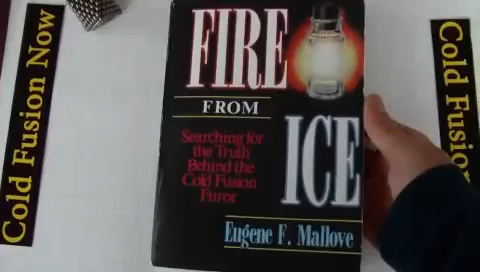 Cold Fusion Now
FIRE
FROM
ICE
Searching for
the Truth
Behind the
Cold Fusion
Furor
Eugene F. Mallove
Cold Fusion